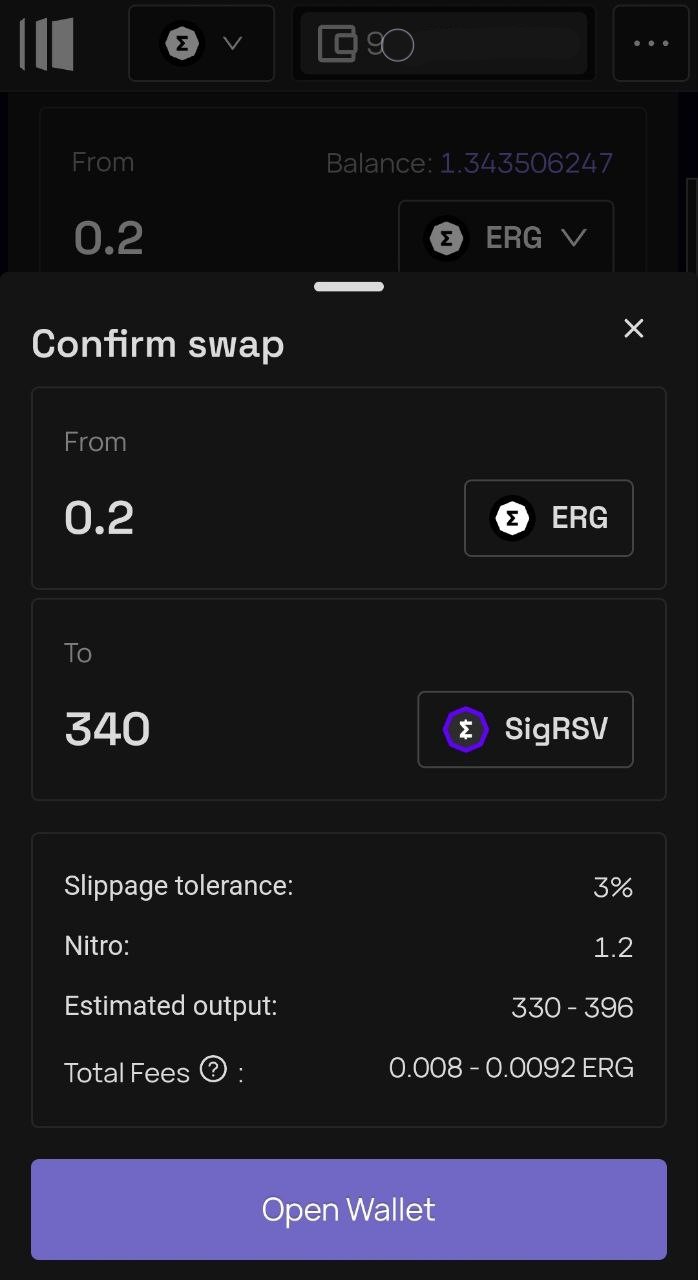 9
From
Balance: 1.343506247
0.2
ERG
Confirm swap
From
0.2
ERG
To
340
SigRSV
Slippage tolerance:
3%
Nitro:
1.2
Estimated output:
330 - 396
Total Fees ? :
0.008 - 0.0092 ERG
Open Wallet